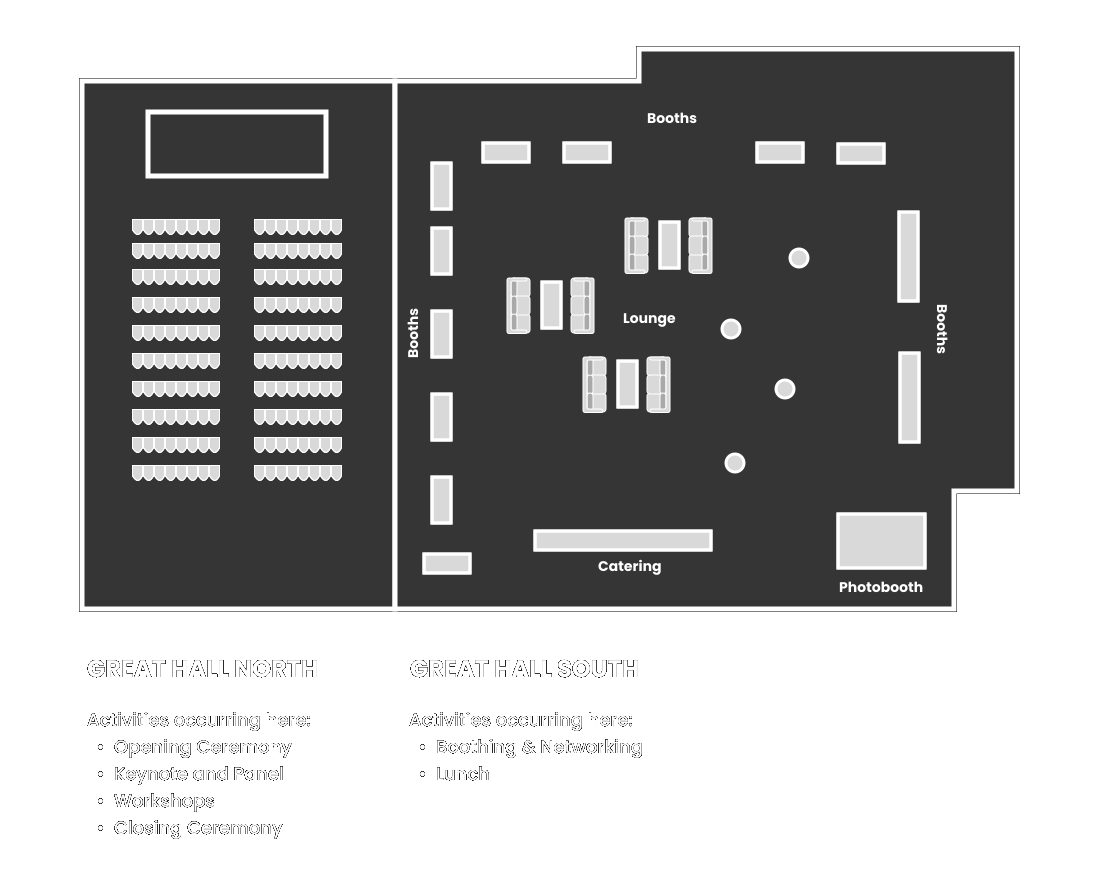 Booths
Booths
Lounge
Booths
Catering
Photobooth
GREAT HALL NORTH
Activities occurring here:
• Opening Ceremony
• Keynote and Panel
• Workshops
• Closing Ceremony
GREAT HALL SOUTH
Activities occurring here:
• Boothing & Networking
• Lunch